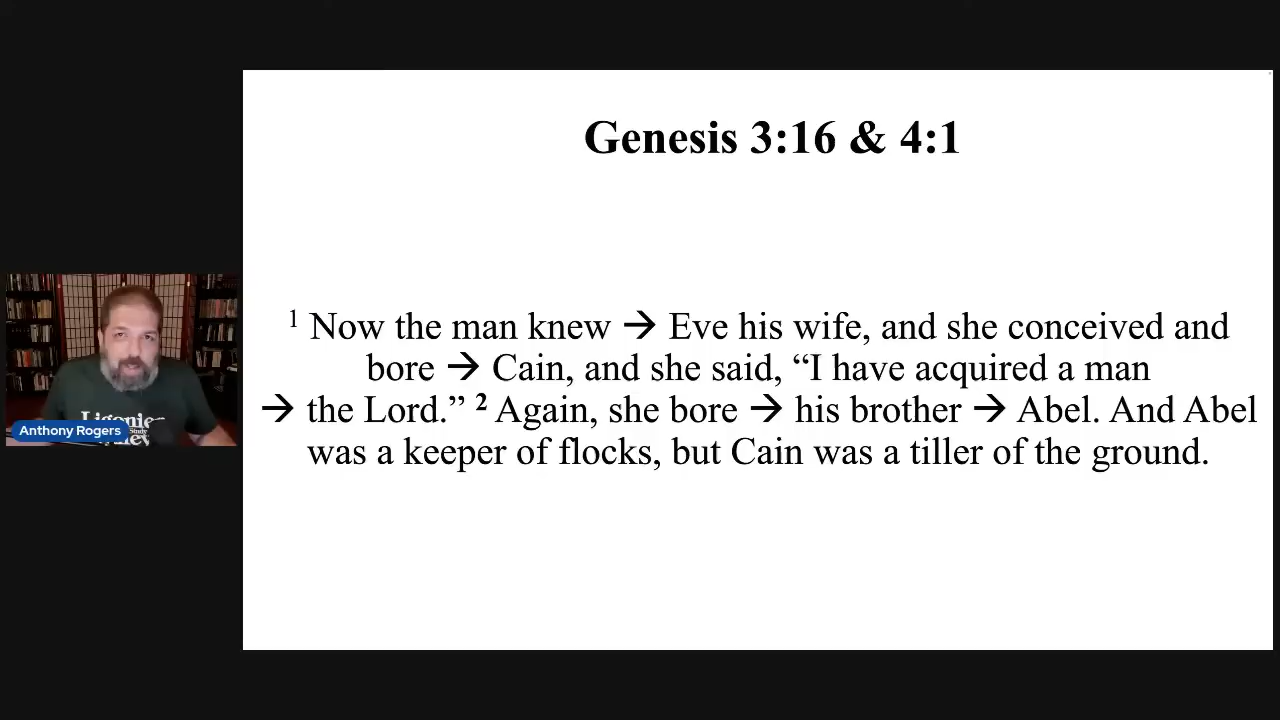 Genesis 3:16 & 4:1
1 Now the man knew → Eve his wife, and she conceived and
bore → Cain, and she said, “I have acquired a man
→ the Lord.” 2 Again, she bore → his brother → Abel. And Abel
was a keeper of flocks, but Cain was a tiller of the ground.
Ligonier
Study
Anthony Rogers